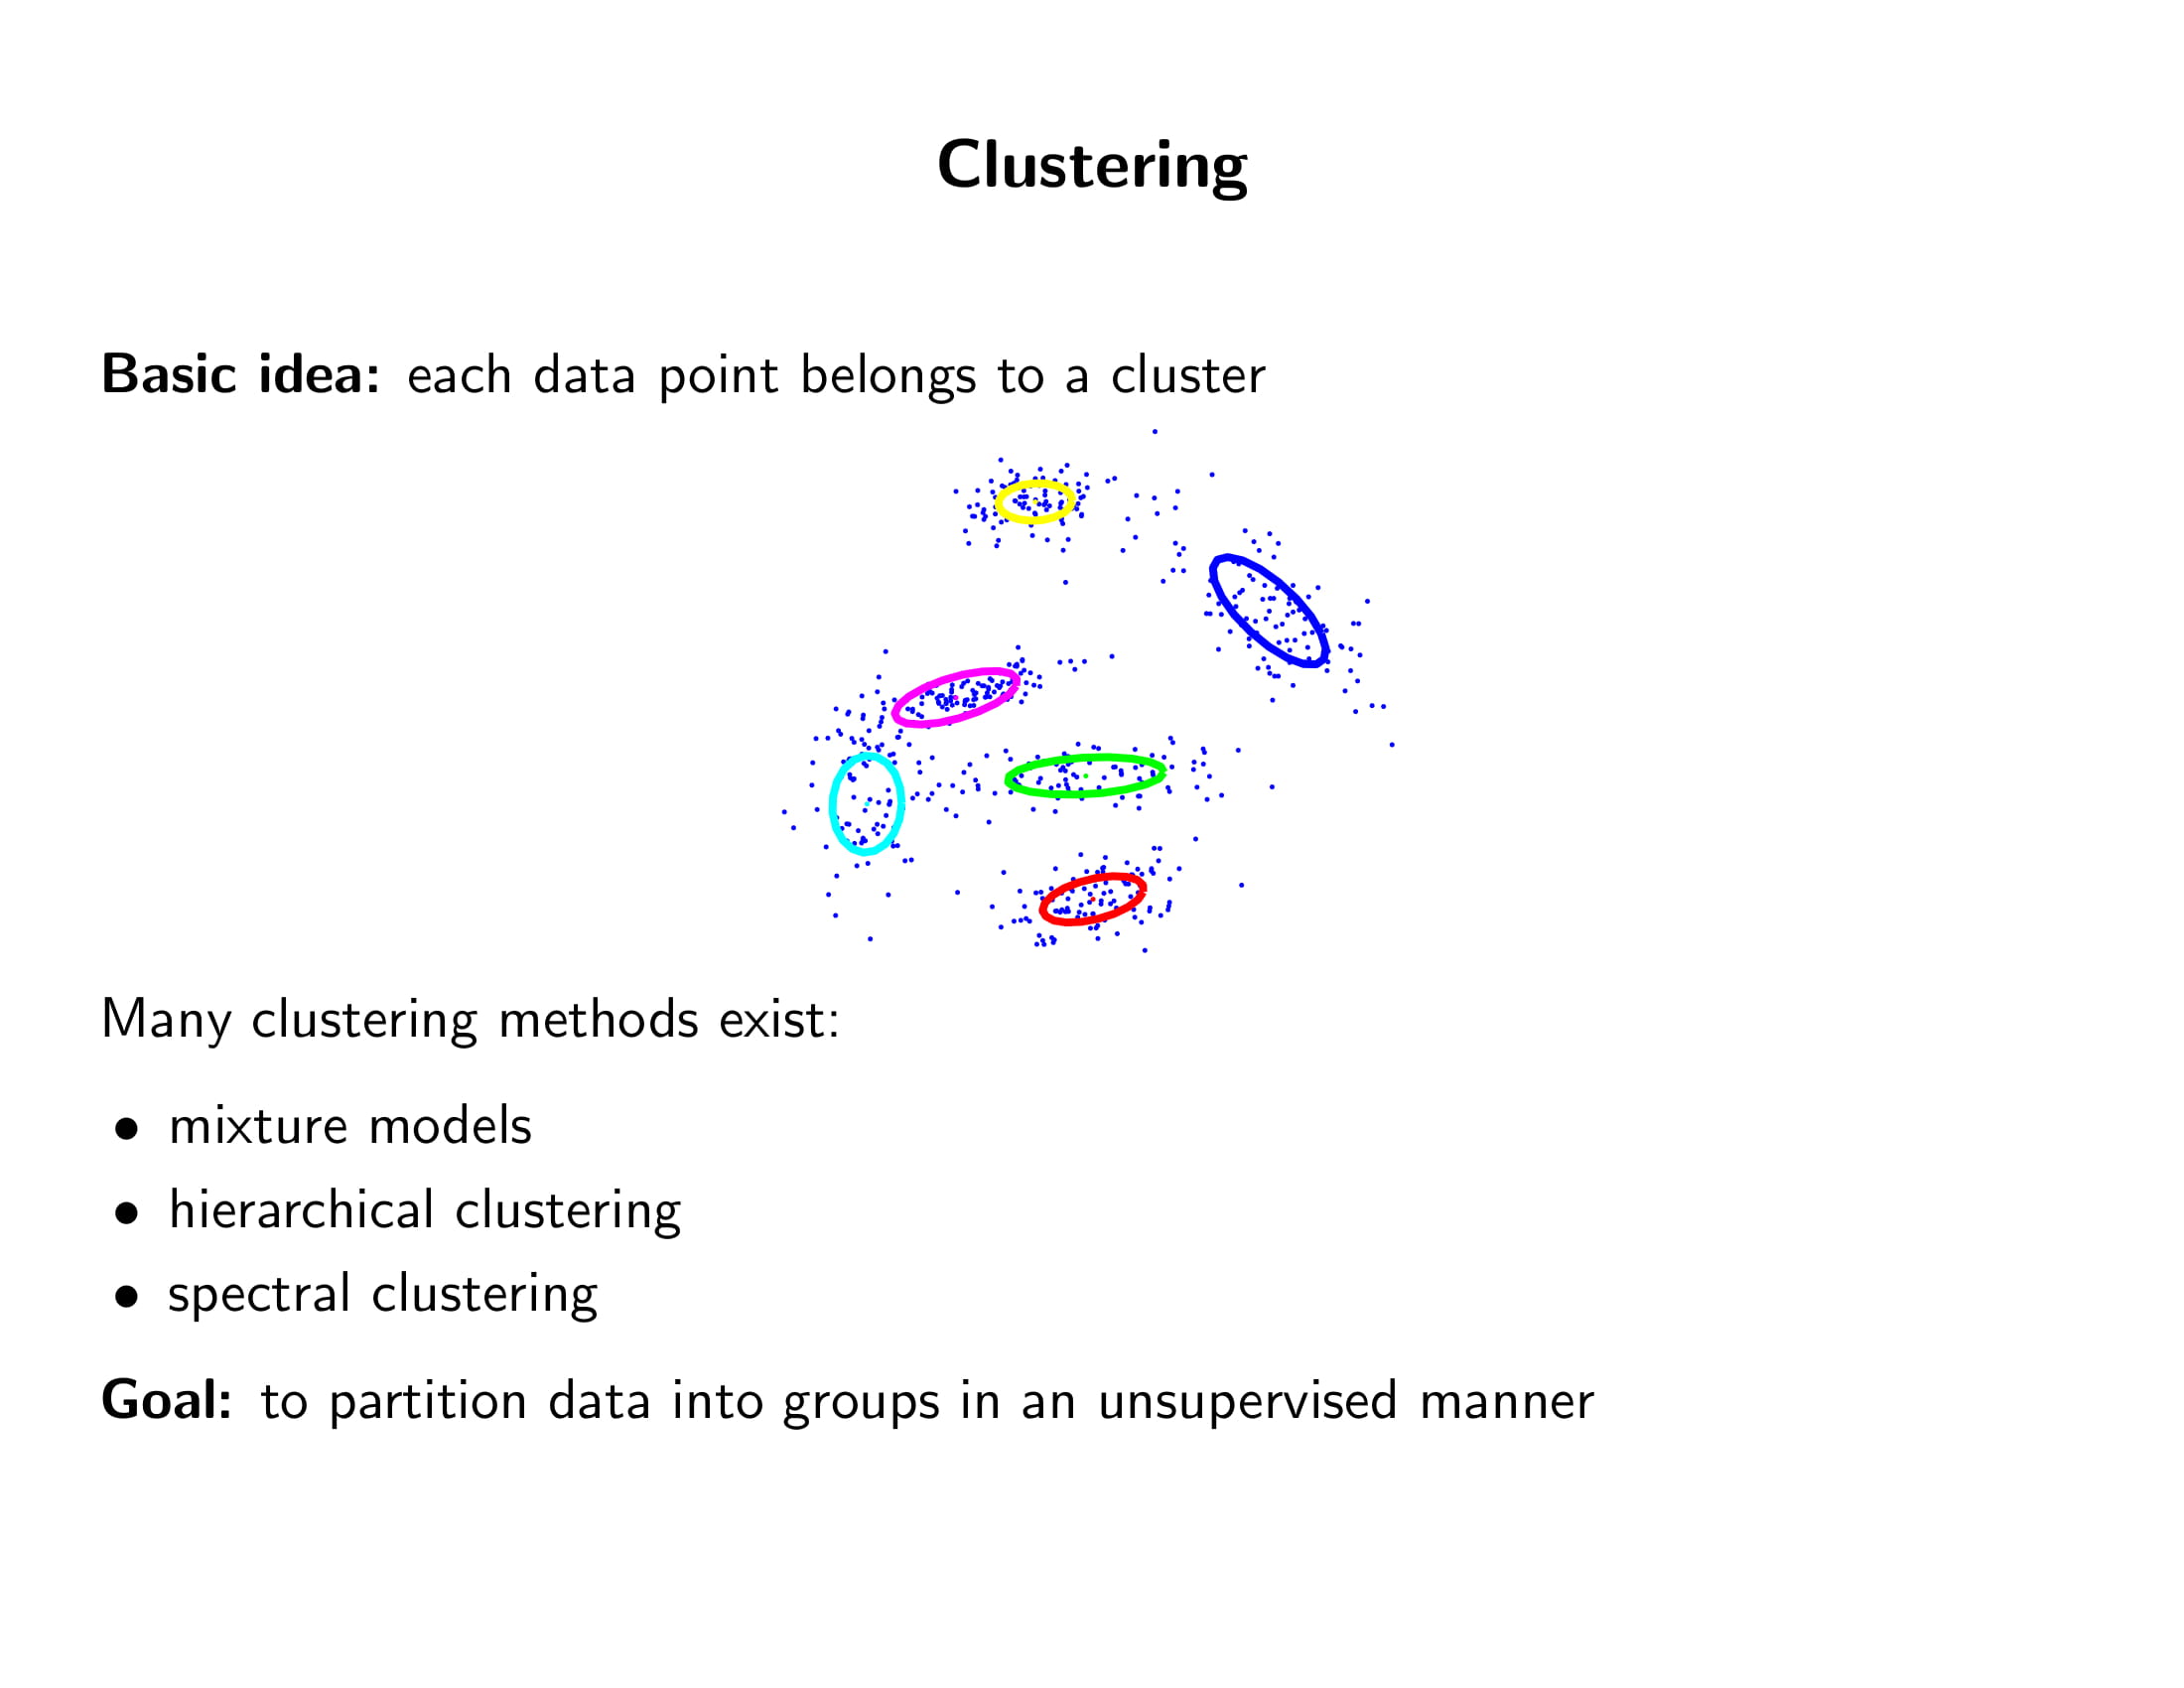 Clustering
Basic idea: each data point belongs to a cluster
Many clustering methods exist:
• mixture models
• hierarchical clustering
• spectral clustering
Goal: to partition data into groups in an unsupervised manner